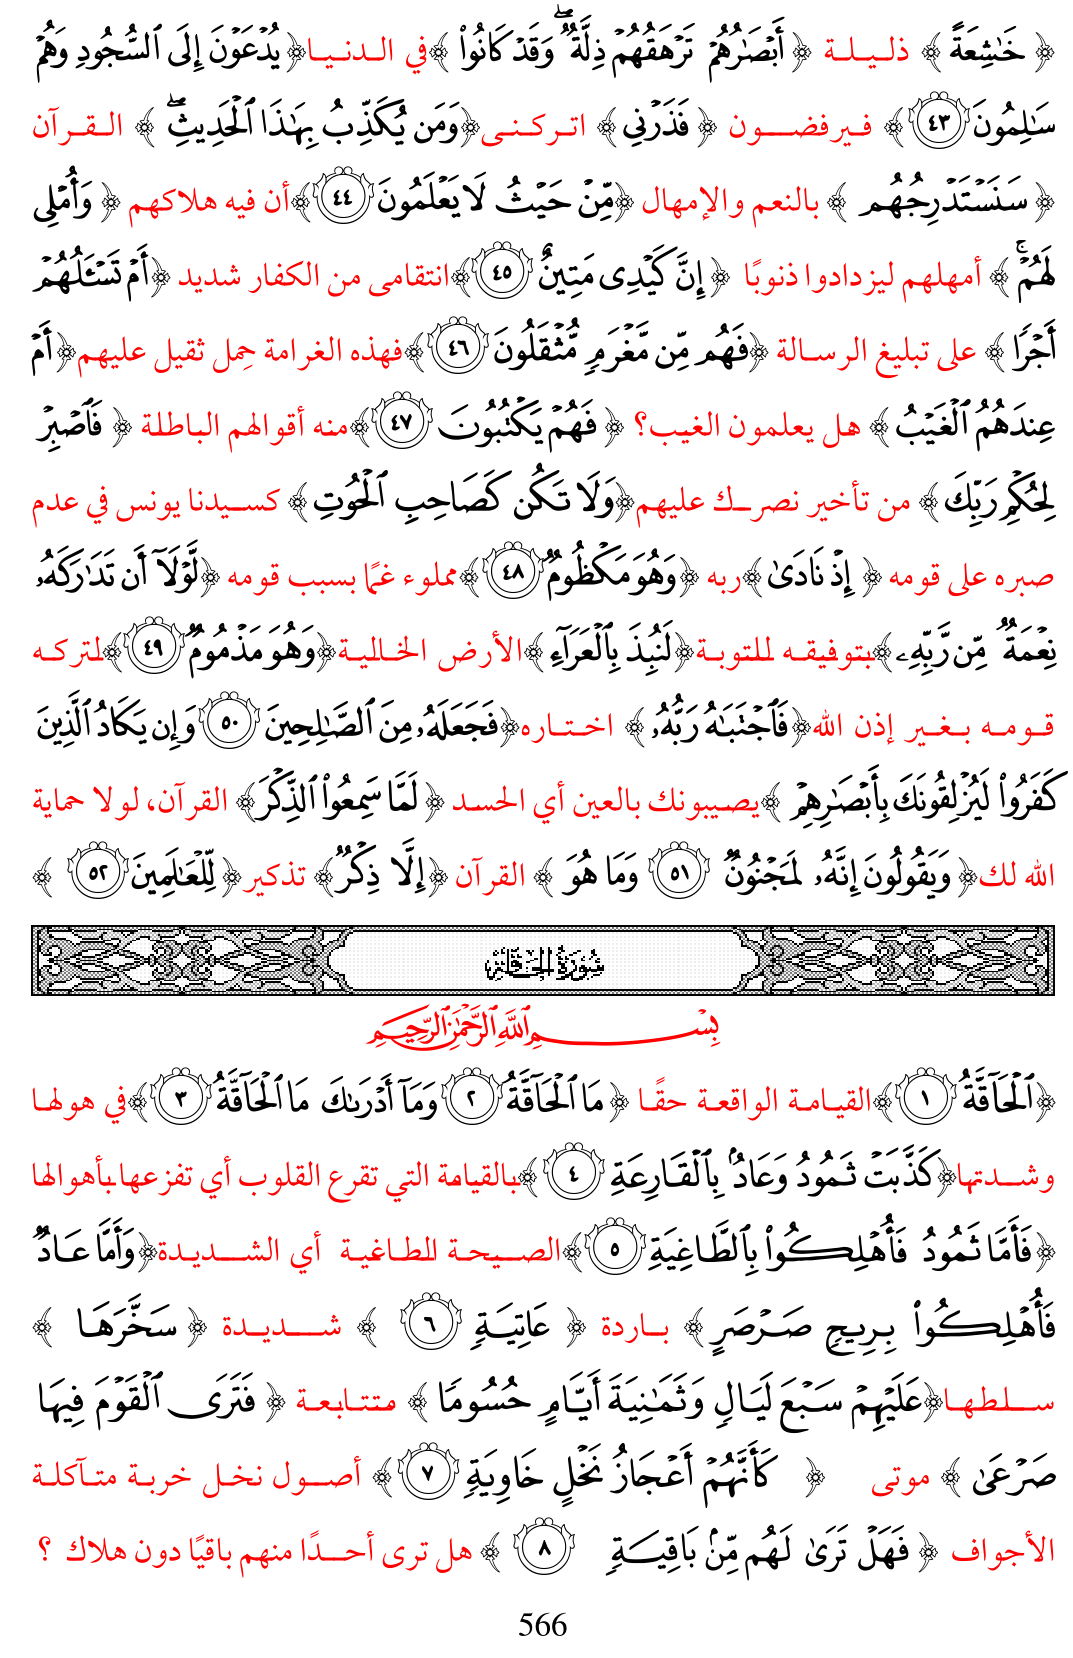 ﴿ خَٰشِعَةً ﴾ ذليلة ﴿ أَبْصَٰرُهُمْ تَرْهَقُهُمْ ذِلَّةٌۖ وَقَدْ كَانُوا۟ ﴾في الدنيا﴿يُدْعَوْنَ إِلَى ٱلسُّجُودِ وَهُمْ
سَٰلِمُونَ ٤٣﴾ فيرفضون ﴿ فَذَرْنِى﴾ اتركنى﴿وَمَن يُكَذِّبُ بِهَٰذَا ٱلْحَدِيثِۖ ﴾ القرآن
﴿ سَنَسْتَدْرِجُهُم ﴾ بالنعم والإمهال ﴿مِّنْ حَيْثُ لَا يَعْلَمُونَ ٤٤﴾أن فيه هلاكهم ﴿ وَأُمْلِى
لَهُمْۚ ﴾ أمهلهم ليزدادوا ذنوبًا ﴿ إِنَّ كَيْدِى مَتِينٌ ٤٥﴾انتقامى من الكفار شديد ﴿أَمْ تَسْـَٔلُهُمْ
أَجْرًا ﴾ على تبليغ الرسالة ﴿فَهُم مِّن مَّغْرَمٍ مُّثْقَلُونَ ٤٦﴾فهذه الغرامة حِمل ثقيل عليهم﴿أَمْ
عِندَهُمُ ٱلْغَيْبُ ﴾ هل يعلمون الغيب؟ ﴿ فَهُمْ يَكْتُبُونَ ٤٧﴾منه أقوالهم الباطلة ﴿ فَٱصْبِرْ
لِحُكْمِ رَبِّكَ ﴾ من تأخير نصرك عليهم﴿وَلَا تَكُن كَصَاحِبِ ٱلْحُوتِ ﴾ كسيدنا يونس في عدم
صبره على قومه ﴿ إِذْ نَادَىٰ ﴾ربه ﴿وَهُوَ مَكْظُومٌ ٤٨﴾مملوء غمًا بسبب قومه ﴿لَّوْلَآ أَن تَدَٰرَكَهُۥ
نِعْمَةٌ مِّن رَّبِّهِۦ ﴾بتوفيقه للتوبة﴿لَنُبِذَ بِٱلْعَرَآءِ ﴾الأرض الخالية﴿وَهُوَ مَذْمُومٌ ٤٩﴾لتركه
قومه بغير إذن الله﴿فَٱجْتَبَٰهُ رَبُّهُۥ ﴾ اختاره﴿فَجَعَلَهُۥ مِنَ ٱلصَّٰلِحِينَ ٥٠ وَإِن يَكَادُ ٱلَّذِينَ
كَفَرُوا۟ لَيُزْلِقُونَكَ بِأَبْصَٰرِهِمْ ﴾يصيبونك بالعين أي الحسد ﴿ لَمَّا سَمِعُوا۟ ٱلذِّكْرَ﴾ القرآن، لولا حماية
الله لك﴿ وَيَقُولُونَ إِنَّهُۥ لَمَجْنُونٌ ٥١ وَمَا هُوَ ﴾ القرآن ﴿إِلَّا ذِكْرٌ﴾ تذكير﴿ لِّلْعَٰلَمِينَ ٥٢ ﴾
سُورَةُ الحَاقَّة
بِسْمِ ٱللَّهِ ٱلرَّحْمَٰنِ ٱلرَّحِيمِ
﴿ٱلْحَآقَّةُ ١﴾القيامة الواقعة حقًا ﴿ مَا ٱلْحَآقَّةُ ٢ وَمَآ أَدْرَىٰكَ مَا ٱلْحَآقَّةُ ٣﴾في هولها
وشدتها﴿كَذَّبَتْ ثَمُودُ وَعَادٌۢ بِٱلْقَارِعَةِ ٤﴾بالقيامة التي تقرع القلوب أي تفزعها بأهوالها
﴿فَأَمَّا ثَمُودُ فَأُهْلِكُوا۟ بِٱلطَّاغِيَةِ ٥﴾الصيحة الطاغية أي الشديدة﴿وَأَمَّا عَادٌ
فَأُهْلِكُوا۟ بِرِيحٍ صَرْصَرٍ ﴾ باردة ﴿ عَاتِيَةٍ ٦ ﴾ شديدة ﴿ سَخَّرَهَا ﴾
سلطها﴿عَلَيْهِمْ سَبْعَ لَيَالٍ وَثَمَٰنِيَةَ أَيَّامٍ حُسُومًا ﴾ متتابعة ﴿ فَتَرَى ٱلْقَوْمَ فِيهَا
صَرْعَىٰ ﴾ موتى ﴿ كَأَنَّهُمْ أَعْجَازُ نَخْلٍ خَاوِيَةٍ ٧﴾ أصول نخل خربة متآكلة
الأجواف ﴿ فَهَلْ تَرَىٰ لَهُم مِّنۢ بَاقِيَةٍ ٨ ﴾ هل ترى أحدًا منهم باقيًا دون هلاك ؟
566